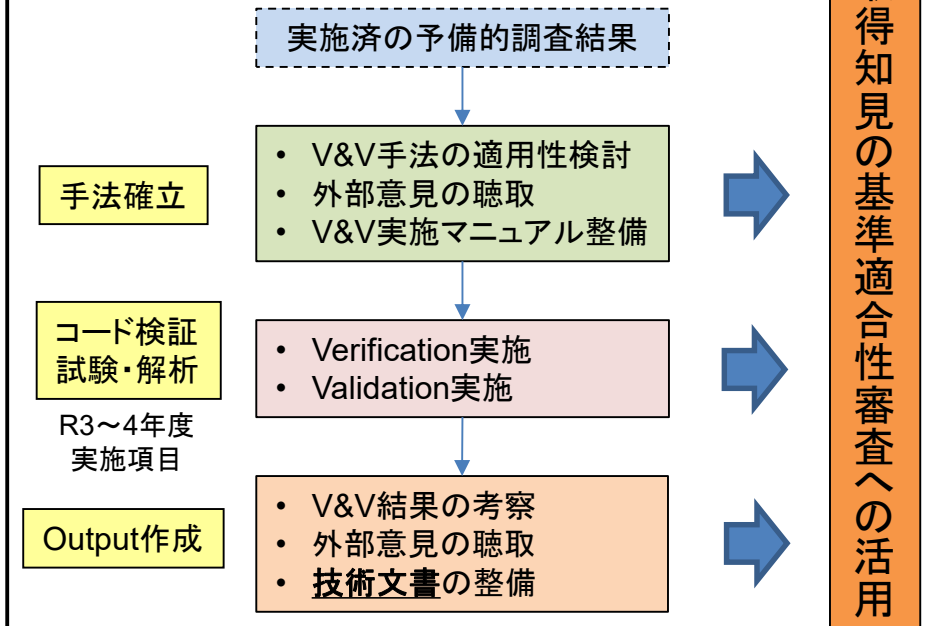 実施済の予備的調査結果
手法確立
• V&V手法の適用性検討
• 外部意見の聴取
• V&V実施マニュアル整備
コード検証
試験・解析
R3~4年度
実施項目
• Verification実施
• Validation実施
Output作成
• V&V結果の考察
• 外部意見の聴取
• 技術文書の整備
得知見の基準適合性審査への活用